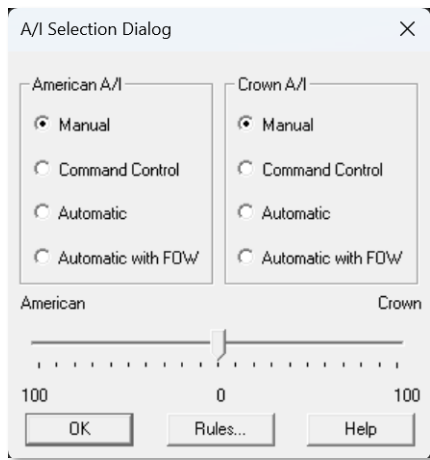 A/I Selection Dialog
American A/I
Manual
Command Control
Automatic
Automatic with FOW
Crown A/I
Manual
Command Control
Automatic
Automatic with FOW
American Crown
100 0 100
OK Rules... Help